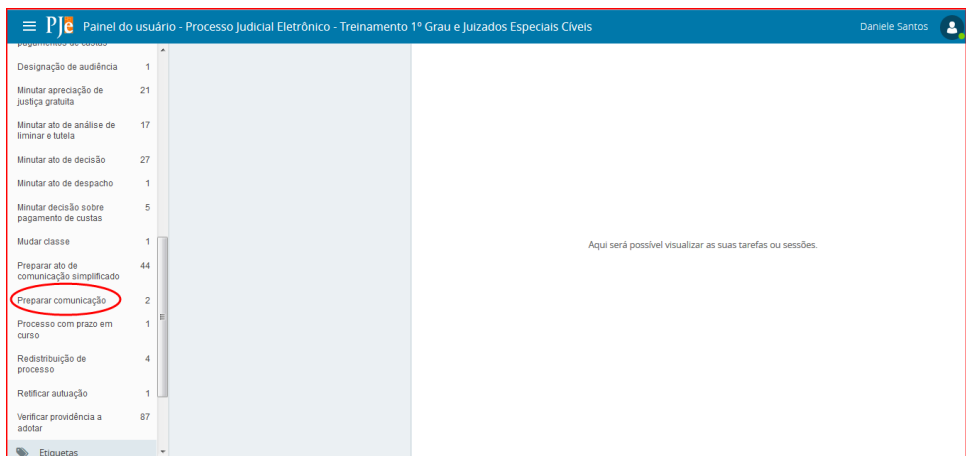 PJe Painel do usuário - Processo Judicial Eletrônico - Treinamento 1º Grau e Juizados Especiais Cíveis Daniele Santos
pagamentos de custas
Designação de audiência 1
Minutar apreciação de 21
justiça gratuita
Minutar ato de análise de 17
liminar e tutela
Minutar ato de decisão 27
Minutar ato de despacho 1
Minutar decisão sobre 5
pagamento de custas
Mudar classe 1
Preparar ato de 44
comunicação simplificado
Preparar comunicação 2
Processo com prazo em 1
curso
Redistribuição de 4
processo
Retificar autuação 1
Verificar providência a 87
adotar
Etiquetas
Aqui será possível visualizar as suas tarefas ou sessões.